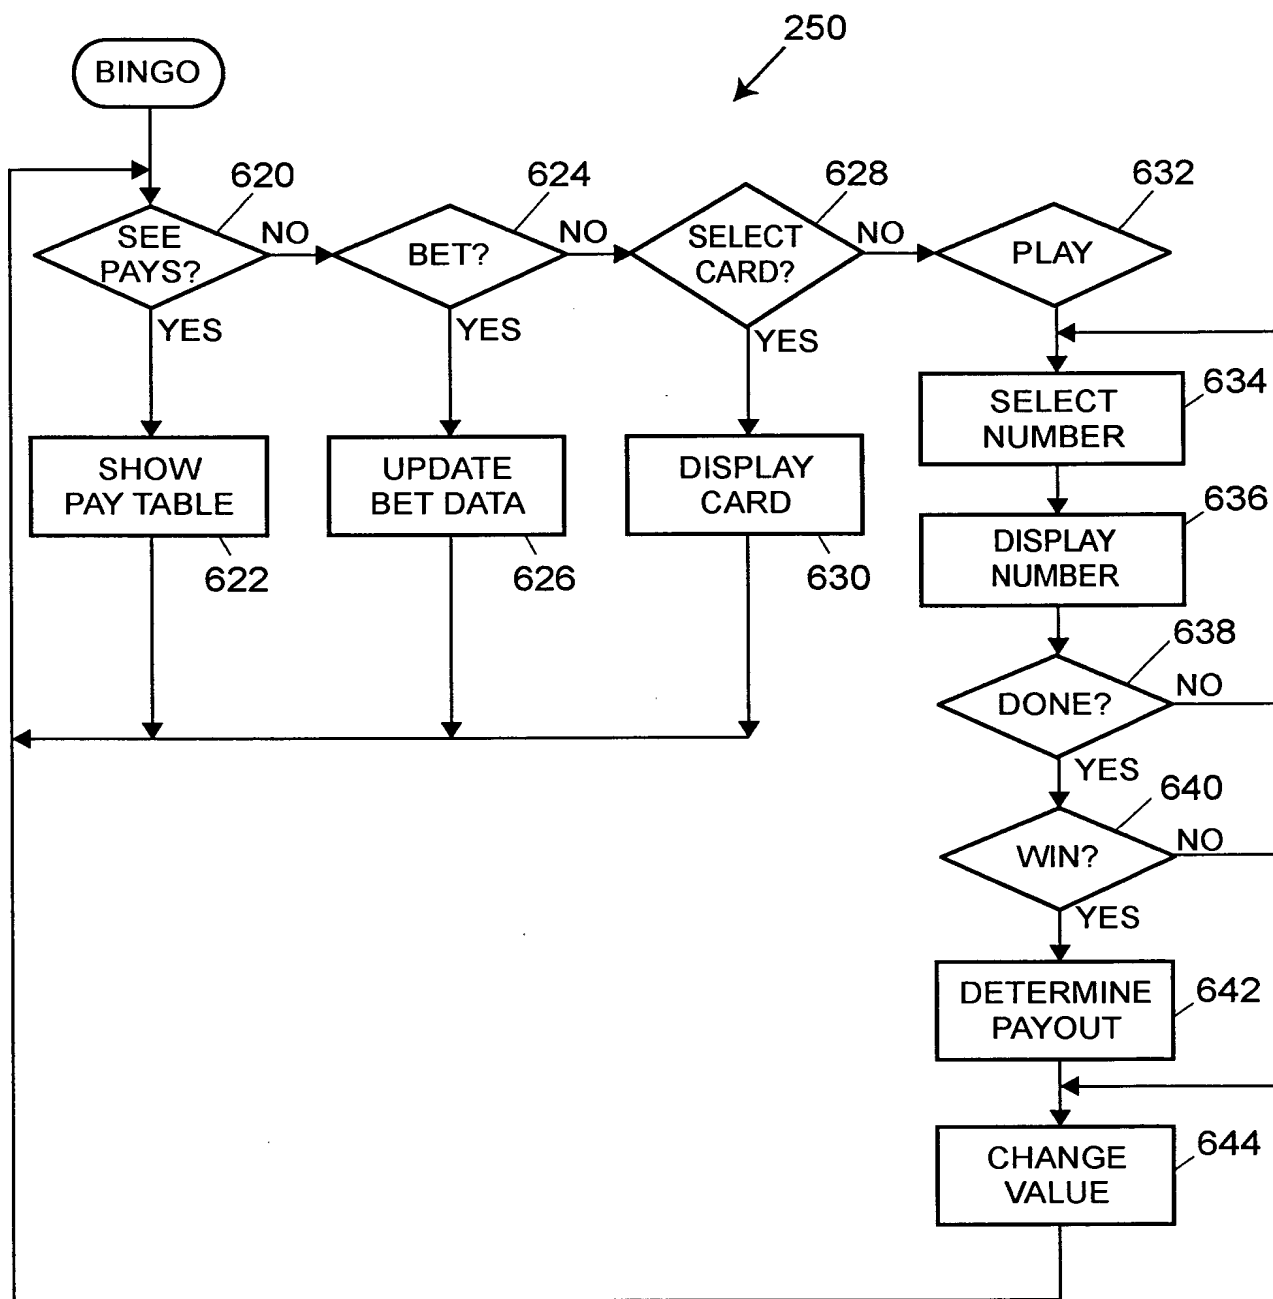 250
BINGO
620
624
628
632
SEE
PAYS?
NO
BET?
NO
SELECT
CARD?
NO
PLAY
YES
YES
YES
SELECT
NUMBER
634
SHOW
PAY TABLE
UPDATE
BET DATA
DISPLAY
CARD
DISPLAY
NUMBER
636
622
626
630
638
DONE?
NO
YES
640
WIN?
NO
YES
DETERMINE
PAYOUT
642
CHANGE
VALUE
644